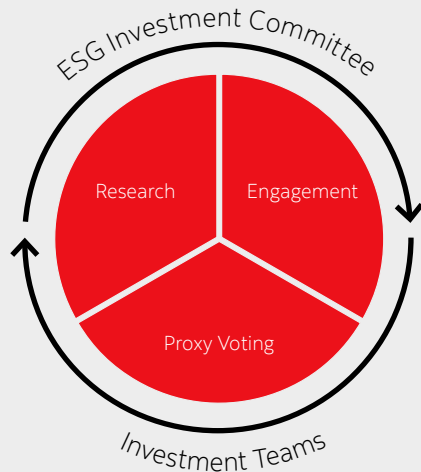 ESG Investment Committee
Research
Engagement
Proxy Voting
Investment Teams